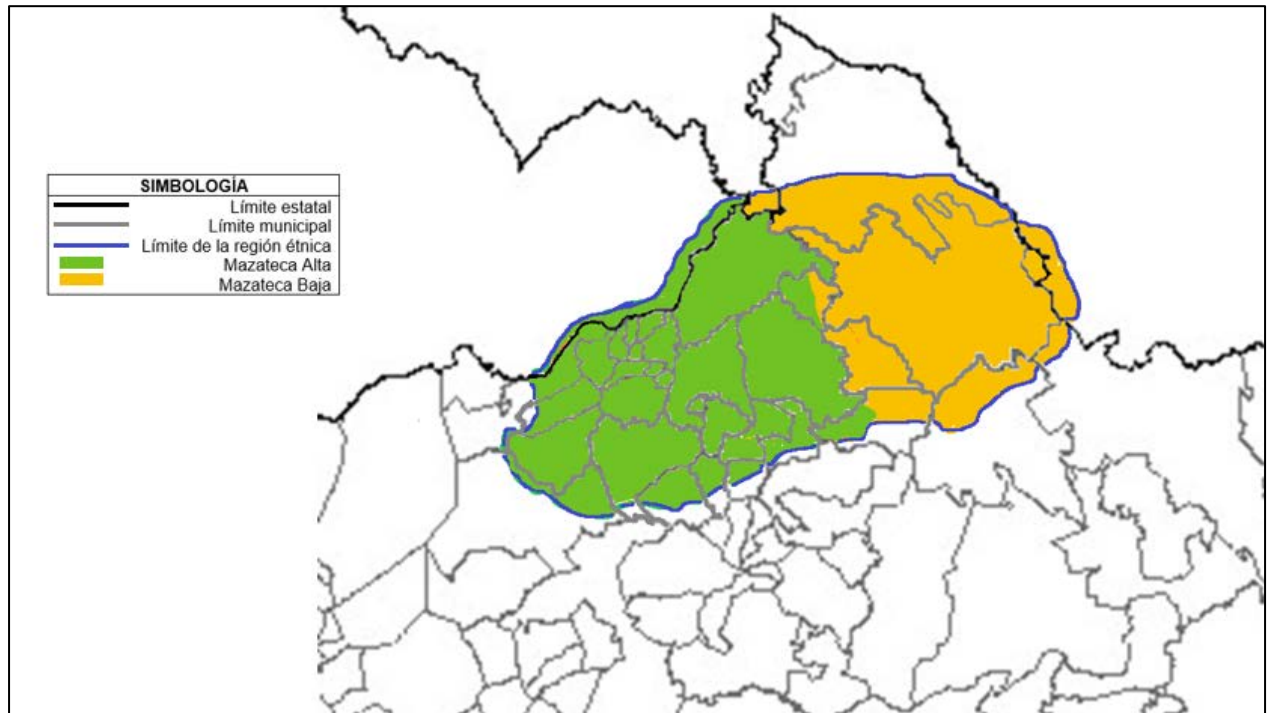 SIMBOLOGÍA
Límite estatal
Límite municipal
Límite de la región étnica
Mazateca Alta
Mazateca Baja